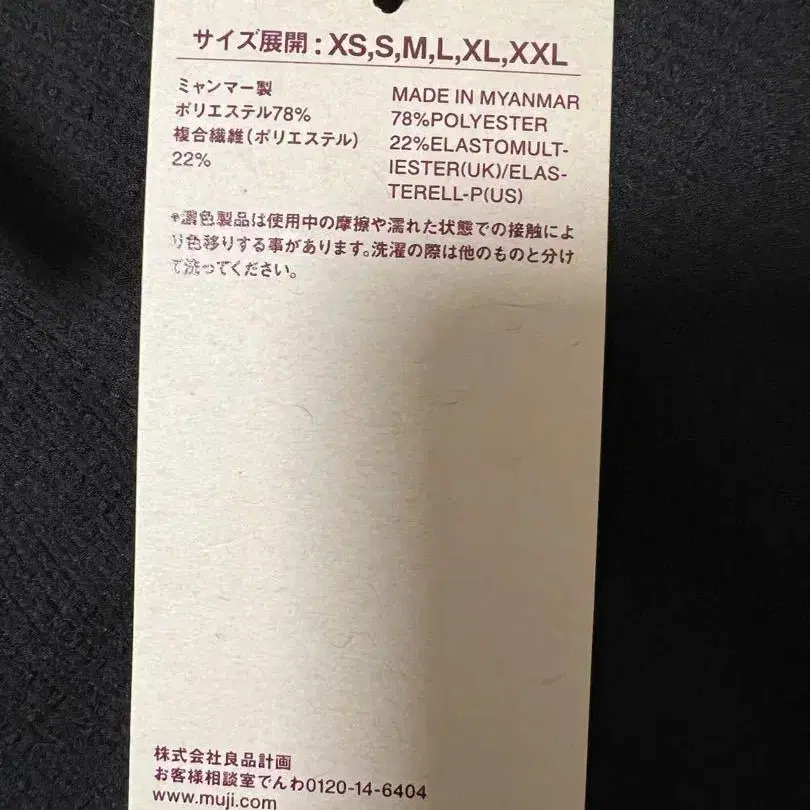 サイズ展開 : XS,S,M,L,XL,XXL
ミャンマー製
ポリエステル78%
複合繊維(ポリエステル)
22%
MADE IN MYANMAR
78%POLYESTER
22%ELASTOMULT-
IESTER(UK)/ELAS-
TERELL-P(US)
*濃色製品は使用中の摩擦や濡れた状態での接触によ
り色移りする事があります。洗濯の際は他のものと分け
て洗ってください。
株式会社良品計画
お客様相談室でんわ0120-14-6404
www.muji.com